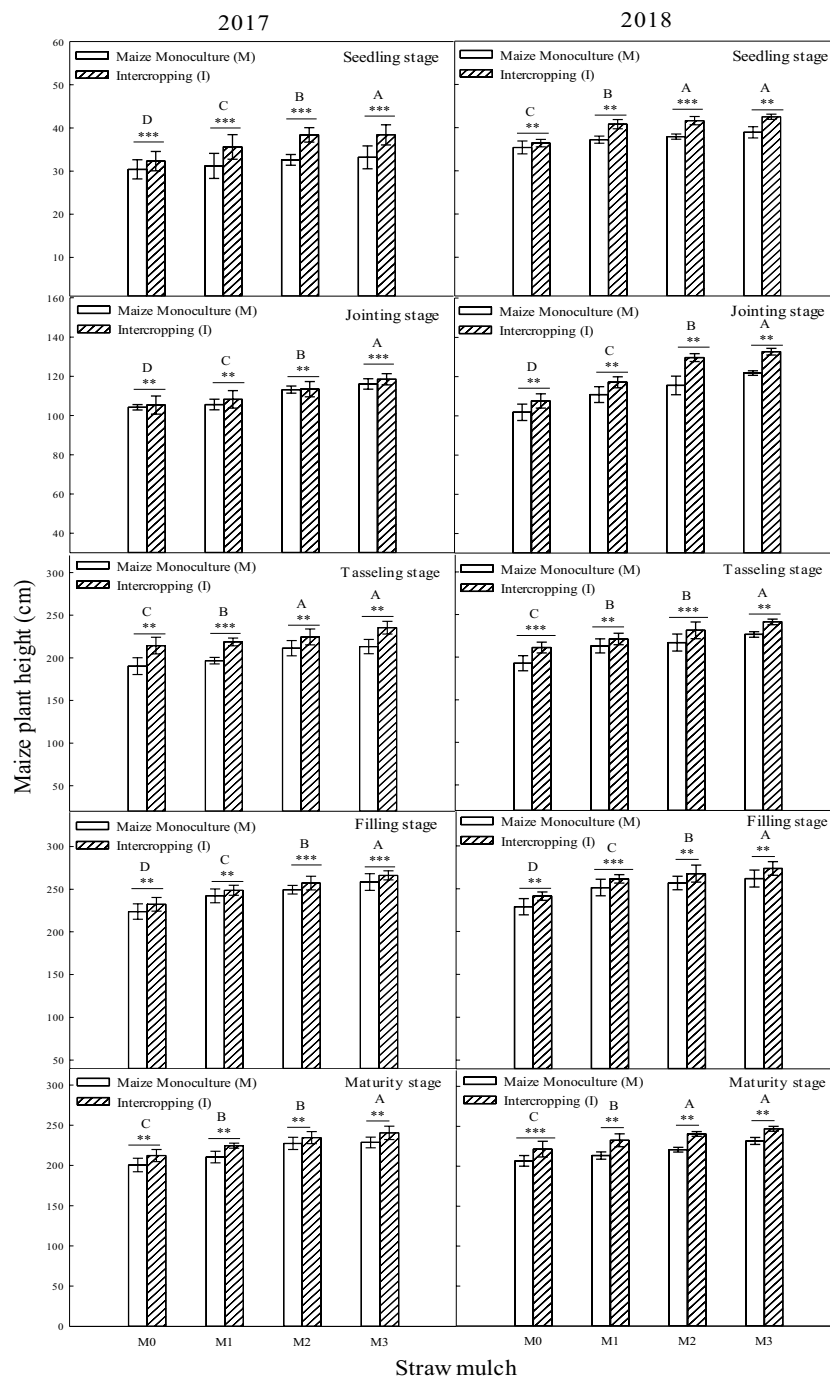 2017
2018
Maize plant height (cm)
60
50
40
30
20
10
Maize Monoculture (M)
Intercropping (I)
Seedling stage
D
***
C
***
B
***
A
***
Maize Monoculture (M)
Intercropping (I)
Seedling stage
C
**
B
**
A
***
A
**
160
140
120
100
80
60
40
Maize Monoculture (M)
Intercropping (I)
Jointing stage
D
**
C
**
B
**
A
***
Maize Monoculture (M)
Intercropping (I)
Jointing stage
D
**
C
**
B
**
A
**
300
250
200
150
100
50
Maize Monoculture (M)
Intercropping (I)
Tasseling stage
C
**
B
***
A
**
A
**
Maize Monoculture (M)
Intercropping (I)
Tasseling stage
C
***
B
**
B
***
A
**
300
250
200
150
100
50
Maize Monoculture (M)
Intercropping (I)
Filling stage
D
**
C
**
B
***
A
***
Maize Monoculture (M)
Intercropping (I)
Filling stage
D
**
C
***
B
**
A
**
300
250
200
150
100
50
0
Maize Monoculture (M)
Intercropping (I)
Maturity stage
C
**
B
**
A
**
A
**
Maize Monoculture (M)
Intercropping (I)
Maturity stage
C
***
B
**
A
**
A
**
M0 M1 M2 M3
M0 M1 M2 M3
Straw mulch